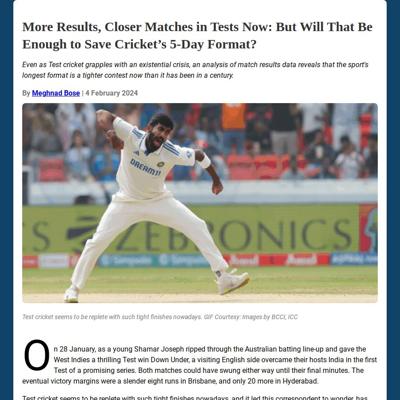 More Results, Closer Matches in Tests Now: But Will That Be
Enough to Save Cricket's 5-Day Format?
Even as Test cricket grapples with an existential crisis, an analysis of match results data reveals that the sport's
longest format is a tighter contest now than it has been in a century.
By Meghnad Bose | 4 February 2024
DREAM11
ZEBRONICS
Test cricket seems to be replete with such tight finishes nowadays. GIF Courtesy: Images by BCCI, ICC
On 28 January, as a young Shamar Joseph ripped through the Australian batting line-up and gave the
West Indies a thrilling Test win Down Under, a visiting English side overcame their hosts India in the first
Test of a promising series. Both matches could have swung either way until their final minutes. The
eventual victory margins were a slender eight runs in Brisbane, and only 20 more in Hyderabad.
Test cricket seems to be replete with such tight finishes nowadays, and it led this correspondent to wonder, has